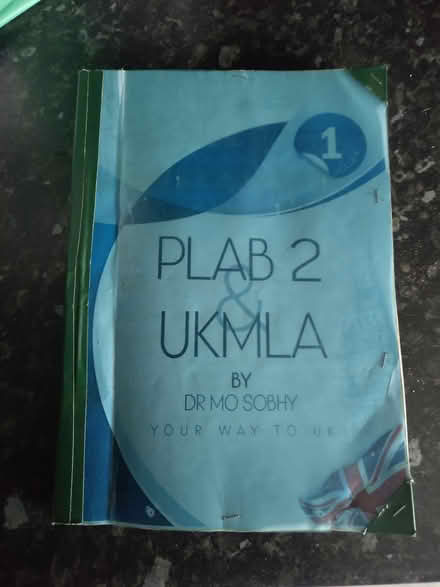 1
PLAB 2
&
UKMLA
BY
DR MO SOBHY
YOUR WAY TO UK